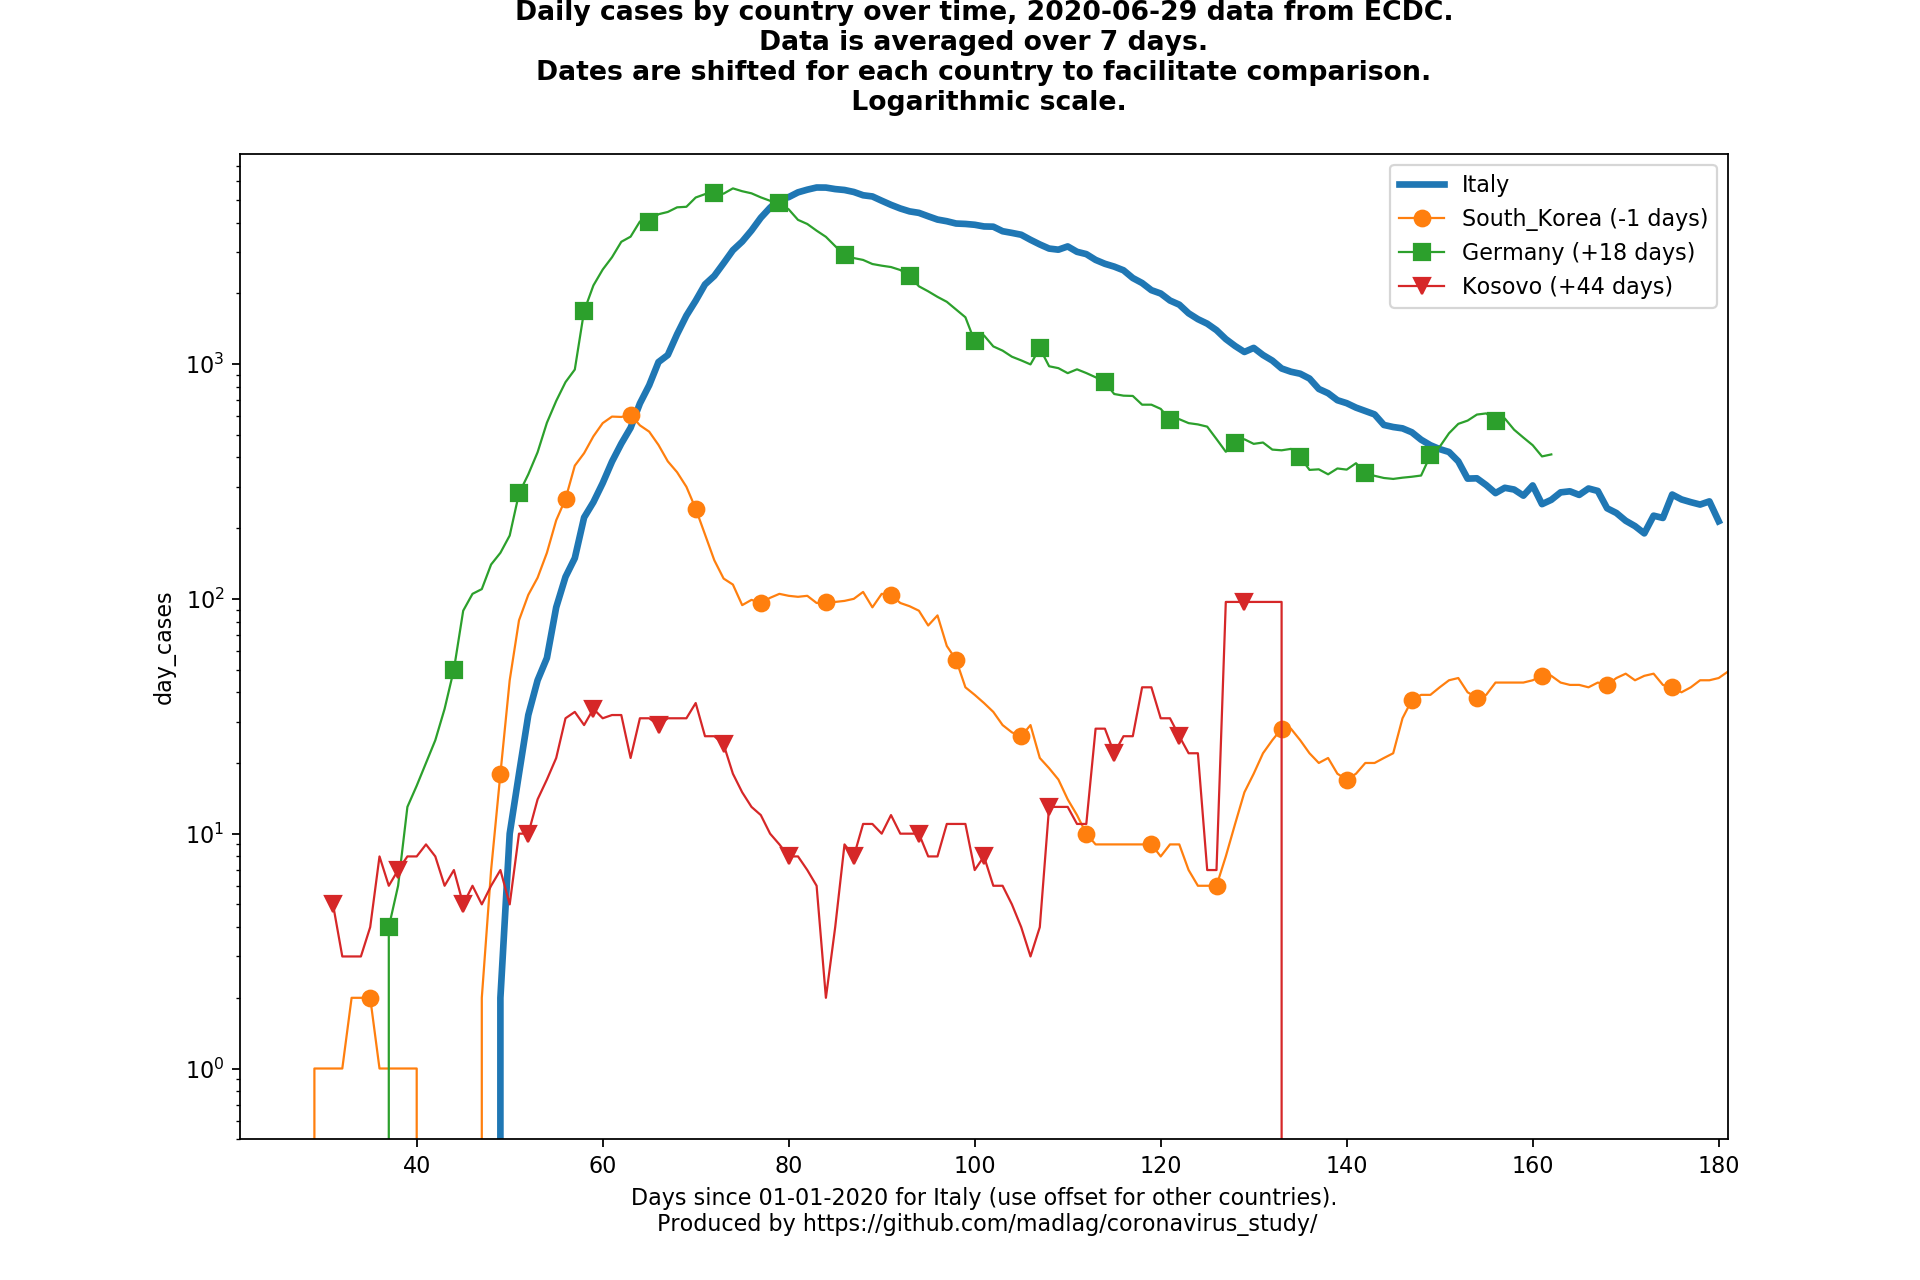 Daily cases by country over time, 2020-06-29 data from ECDC.
Data is averaged over 7 days.
Dates are shifted for each country to facilitate comparison.
Logarithmic scale.
Italy
South_Korea (-1 days)
Germany (+18 days)
Kosovo (+44 days)
day_cases
10³
10²
10¹
10⁰
40 60 80 100 120 140 160 180
Days since 01-01-2020 for Italy (use offset for other countries).
Produced by https://github.com/madlag/coronavirus_study/